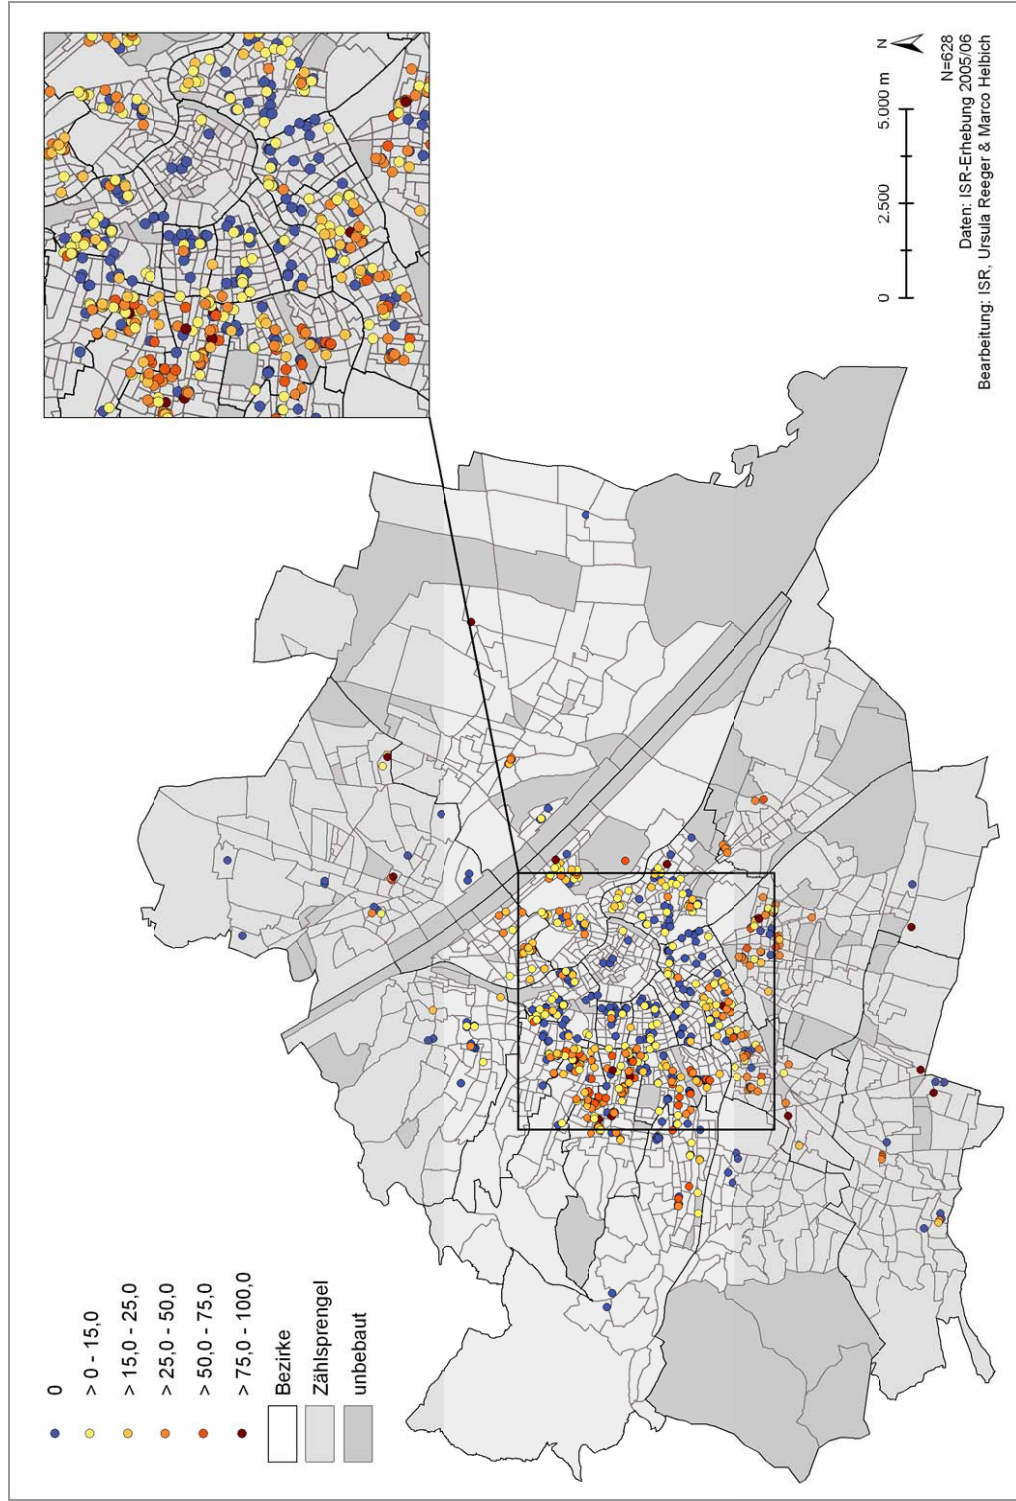 0
> 0 - 15,0
> 15,0 - 25,0
> 25,0 - 50,0
> 50,0 - 75,0
> 75,0 - 100,0
Bezirke
Zählsprengel
unbebaut
N
0 2.500 5.000 m
N=628
Daten: ISR-Erhebung 2005/06
Bearbeitung: ISR, Ursula Reeger & Marco Helbich